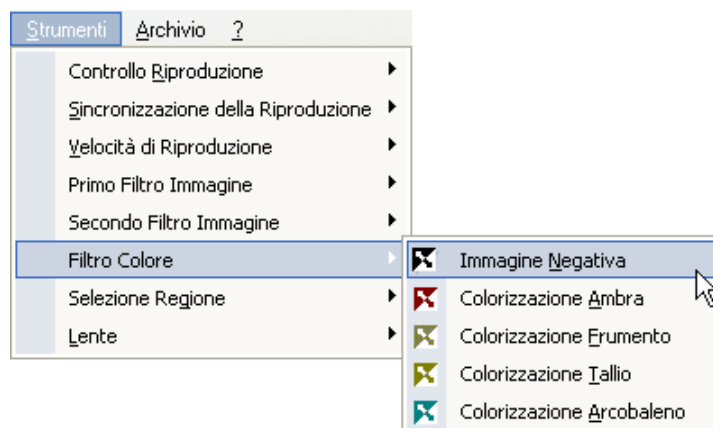 Strumenti Archivio ?
Controllo Riproduzione
Sincronizzazione della Riproduzione
Velocità di Riproduzione
Primo Filtro Immagine
Secondo Filtro Immagine
Filtro Colore
Selezione Regione
Lente
Immagine Negativa
Colorizzazione Ambra
Colorizzazione Frumento
Colorizzazione Tallio
Colorizzazione Arcobaleno